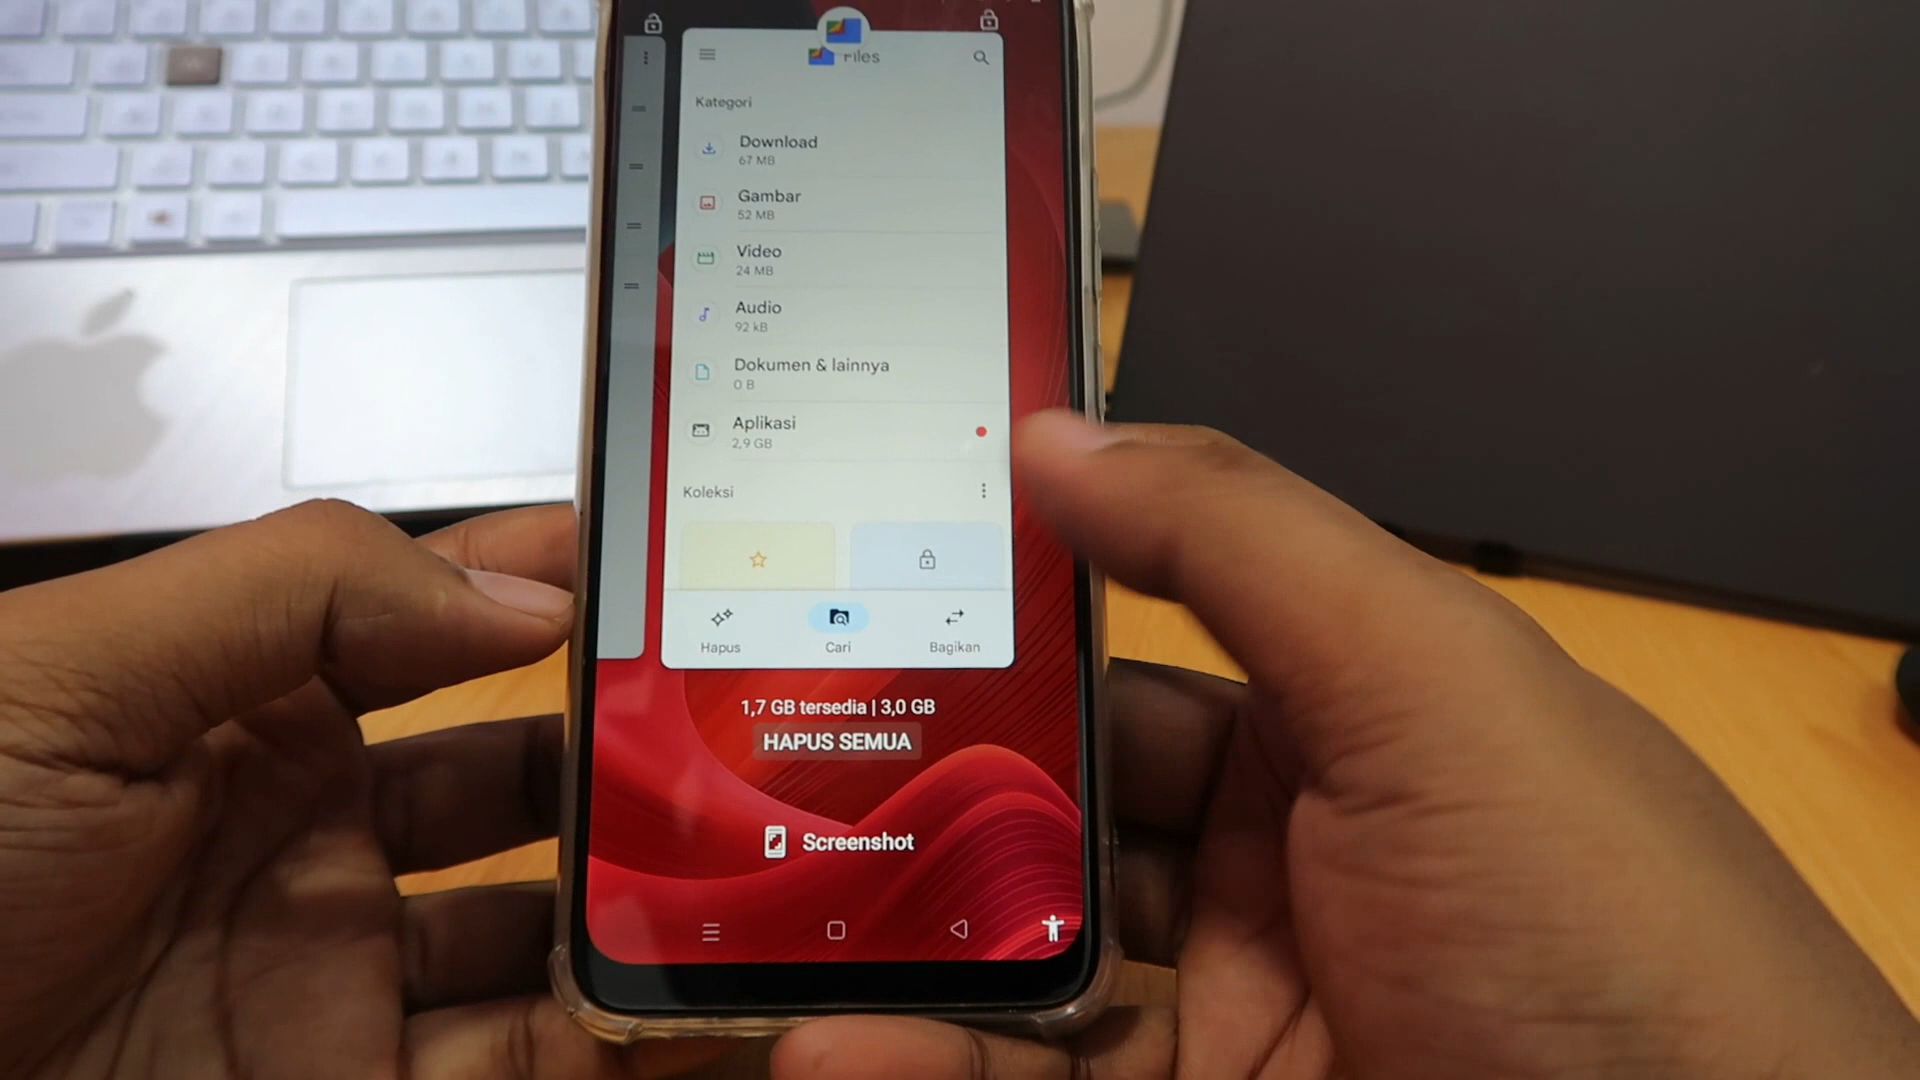 Files
Kategori
Download
67 MB
Gambar
52 MB
Video
24 MB
Audio
92 kB
Dokumen & lainnya
0 B
Aplikasi
2,9 GB
Koleksi
Hapus
Cari
Bagikan
1,7 GB tersedia | 3,0 GB
HAPUS SEMUA
Screenshot